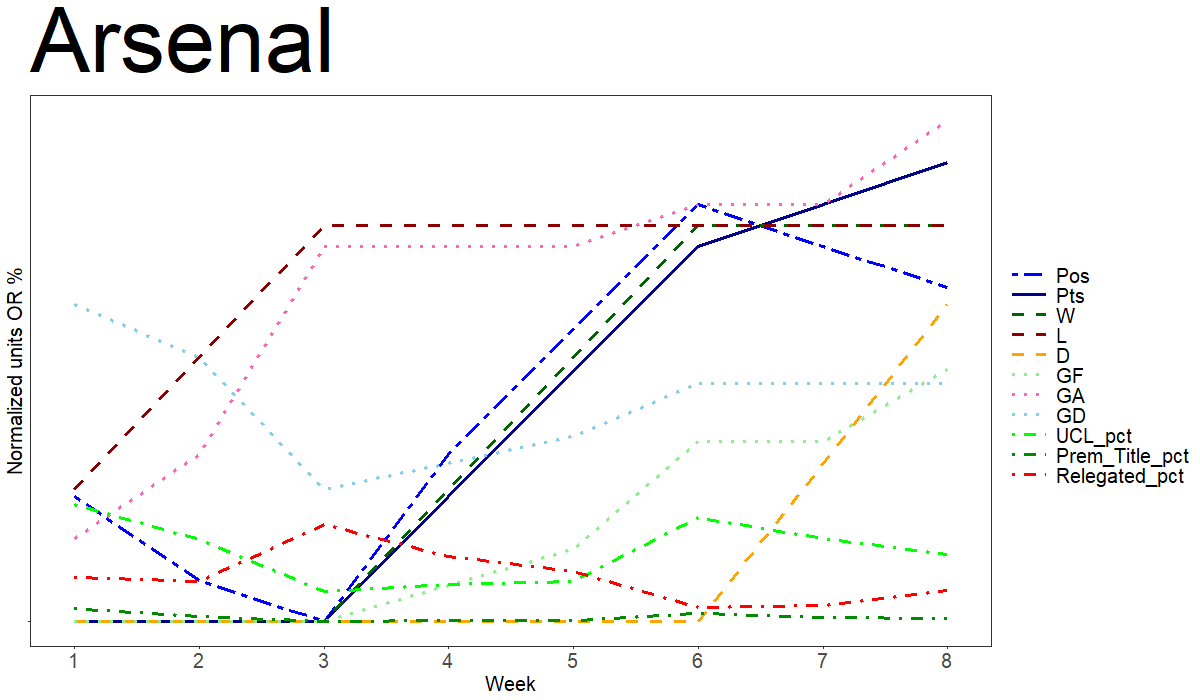 Arsenal
Normalized units OR %
Pos
Pts
W
L
D
GF
GA
GD
UCL_pct
Prem_Title_pct
Relegated_pct
1 2 3 4 5 6 7 8
Week